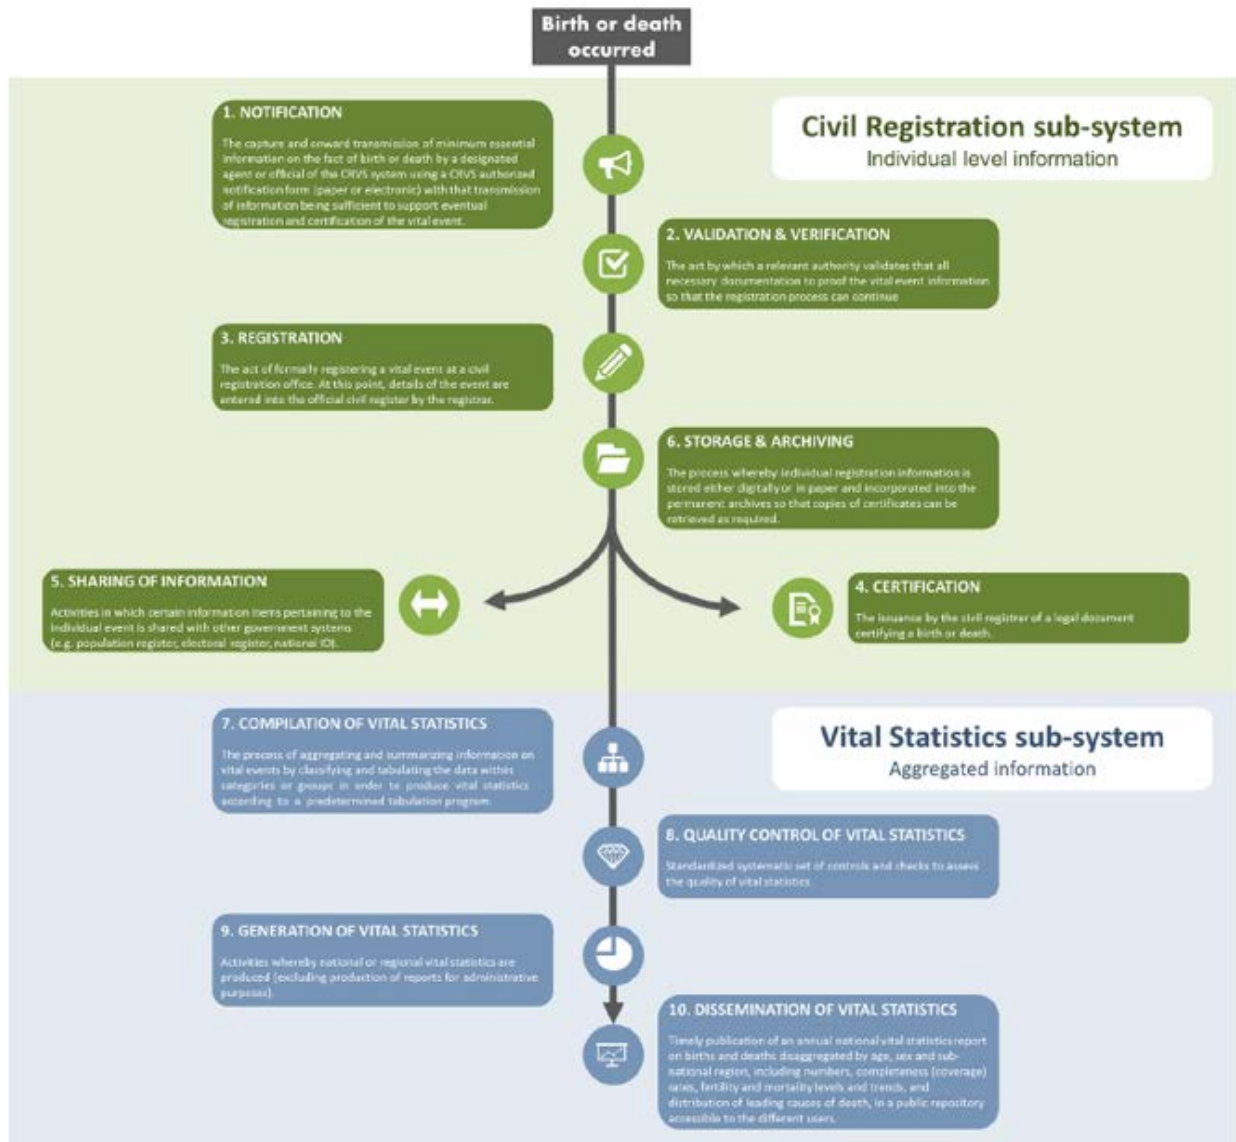 Birth or death
occurred
Civil Registration sub-system
Individual level information
1. NOTIFICATION
The capture and onward transmission of minimum essential
information on the fact of birth or death by a designated
agent or official of the CRVS system using a CRVS authorized
notification form (paper or electronic) with that transmission
of information being sufficient to support eventual
registration and certification of the vital event.
2. VALIDATION & VERIFICATION
The act by which a relevant authority validates that all
necessary documentation to proof the vital event information
so that the registration process can continue
3. REGISTRATION
The act of formally registering a vital event at a civil
registration office. At this point, details of the event are
entered into the official civil register by the registrar.
6. STORAGE & ARCHIVING
The process whereby individual registration information is
stored either digitally or in paper and incorporated into the
permanent archives so that copies of certificates can be
retrieved as required.
5. SHARING OF INFORMATION
Activities in which certain information items pertaining to the
individual event is shared with other government systems
(e.g. population register, electoral register, national ID).
4. CERTIFICATION
The issuance by the civil registrar of a legal document
certifying a birth or death.
Vital Statistics sub-system
Aggregated information
7. COMPILATION OF VITAL STATISTICS
The process of aggregating and summarizing information on
vital events by classifying and tabulating the data within
categories or groups in order to produce vital statistics
according to a predetermined tabulation program.
8. QUALITY CONTROL OF VITAL STATISTICS
Standardized systematic set of controls and checks to assess
the quality of vital statistics.
9. GENERATION OF VITAL STATISTICS
Activities whereby national or regional vital statistics are
produced (excluding production of reports for administrative
purposes).
10. DISSEMINATION OF VITAL STATISTICS
Timely publication of an annual national vital statistics report
on births and deaths disaggregated by age, sex and sub-
national region, including numbers, completeness (coverage)
rates, fertility and mortality levels and trends, and
distribution of leading causes of death, in a public repository
accessible to the different users.